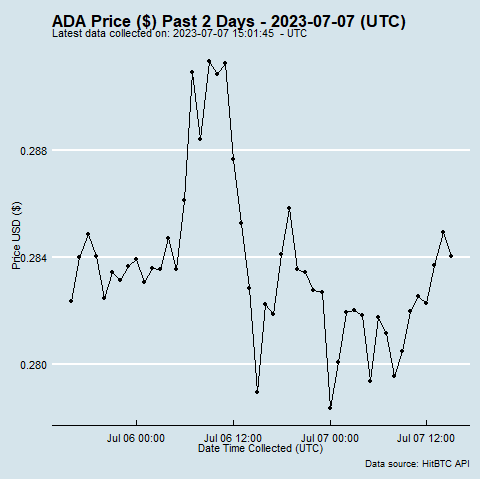 ADA Price ($) Past 2 Days - 2023-07-07 (UTC)
Latest data collected on: 2023-07-07 15:01:45 - UTC
0.288
0.284
0.280
Price USD ($)
Jul 06 00:00
Jul 06 12:00
Jul 07 00:00
Jul 07 12:00
Date Time Collected (UTC)
Data source: HitBTC API